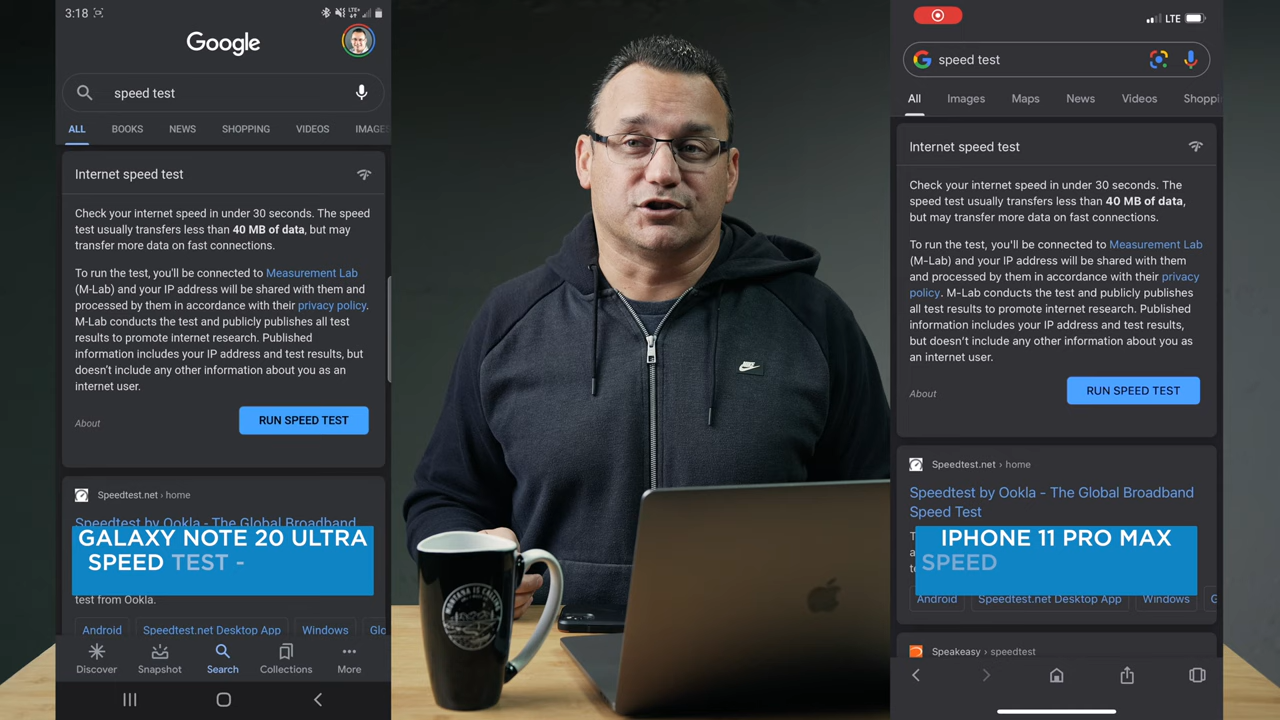 3:18
LTE+
Google
speed test
ALL BOOKS NEWS SHOPPING VIDEOS IMAGES
Internet speed test
Check your internet speed in under 30 seconds. The speed
test usually transfers less than 40 MB of data, but may
transfer more data on fast connections.
To run the test, you'll be connected to Measurement Lab
(M-Lab) and your IP address will be shared with them and
processed by them in accordance with their privacy policy.
M-Lab conducts the test and publicly publishes all test
results to promote internet research. Published
information includes your IP address and test results, but
doesn't include any other information about you as an
internet user.
About
RUN SPEED TEST
Speedtest.net › home
Speedtest by Ookla - The Global Broadband
GALAXY NOTE 20 ULTRA
SPEED TEST -
test from Ookla.
Android Speedtest.net Desktop App Windows Glo
Discover Snapshot Search Collections More
MONTANA IS CALLING
LTE
speed test
All Images Maps News Videos Shoppi
Internet speed test
Check your internet speed in under 30 seconds. The
speed test usually transfers less than 40 MB of data,
but may transfer more data on fast connections.
To run the test, you'll be connected to Measurement Lab
(M-Lab) and your IP address will be shared with them
and processed by them in accordance with their privacy
policy. M-Lab conducts the test and publicly publishes
all test results to promote internet research. Published
information includes your IP address and test results,
but doesn't include any other information about you as
an internet user.
About
RUN SPEED TEST
Speedtest.net › home
Speedtest by Ookla - The Global Broadband
Speed Test
IPHONE 11 PRO MAX
SPEED
Android Speedtest.net Desktop App Windows G
Speakeasy › speedtest